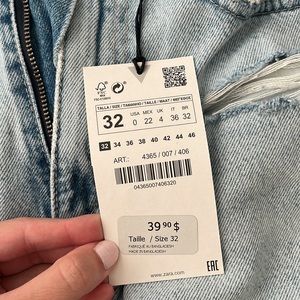 FSC
TALLA / SIZE / TAMANHO / TAILLE / MAAT / МЕГЕӨОС
32
USA MEX UK IT BR
0 22 4 36 32
32 34 36 38 40 42 44 46
ART.: 4365 / 007 / 406
04365007406320
39 90 $
Taille / Size 32
FABRIQUÉ AU BANGLADESH
MADE IN BANGLADESH
www.zara.com
EAC